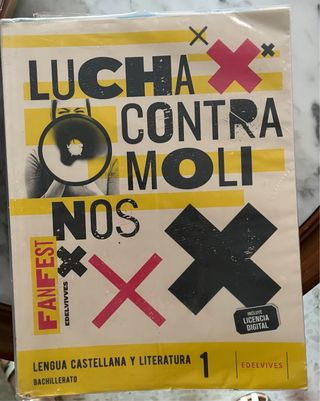 LUCHA
CONTRA
MOLI
NOS
FANFEST
EDELVIVES
INCLUYE
LICENCIA
DIGITAL
LENGUA CASTELLANA Y LITERATURA 1
BACHILLERATO
EDELVIVES